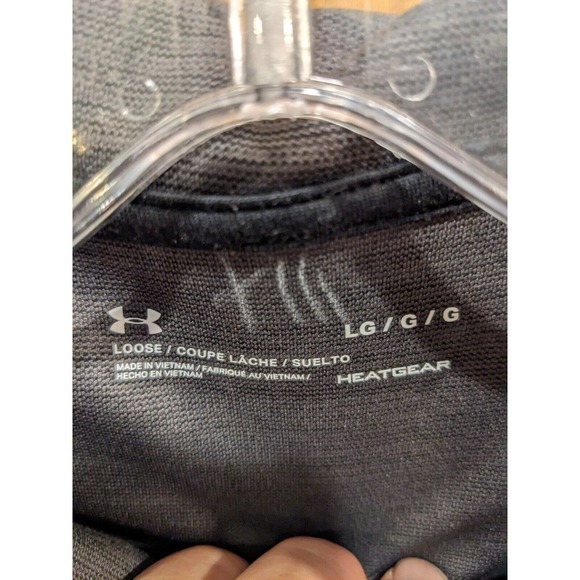 LG / G / G
LOOSE / COUPE LÂCHE / SUELTO
MADE IN VIETNAM / FABRIQUÉ AU VIETNAM /
HECHO EN VIETNAM
HEATGEAR